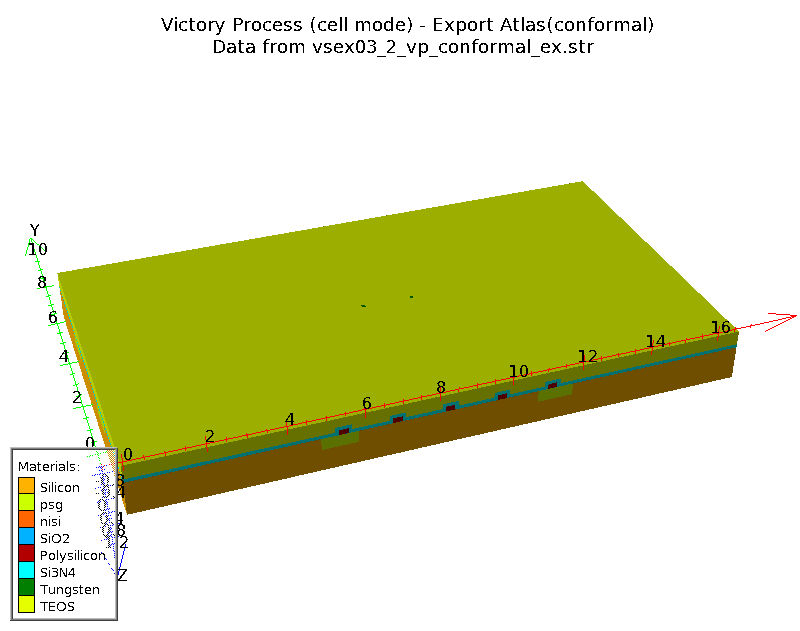 Victory Process (cell mode) - Export Atlas(conformal)
Data from vsex03_2_vp_conformal_ex.str
Y
10
8
6
4
2
0
0
2
4
6
8
10
12
14
16
Z
Materials:
Silicon
psg
nisi
SiO2
Polysilicon
Si3N4
Tungsten
TEOS